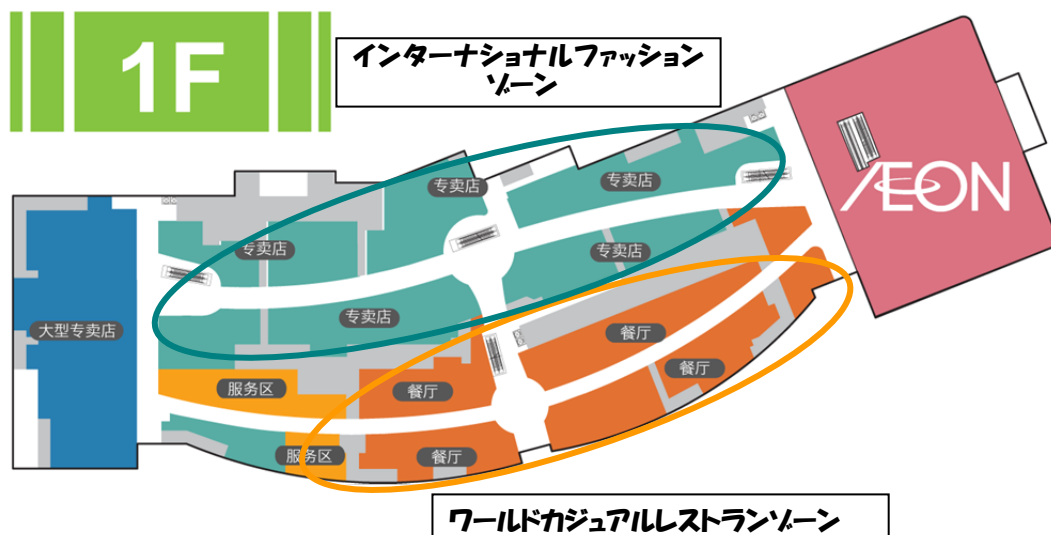 1F
インターナショナルファッション
ゾーン
ÆON
专卖店
专卖店
专卖店
专卖店
专卖店
大型专卖店
餐厅
餐厅
服务区
餐厅
服务区
餐厅
ワールドカジュアルレストランゾーン